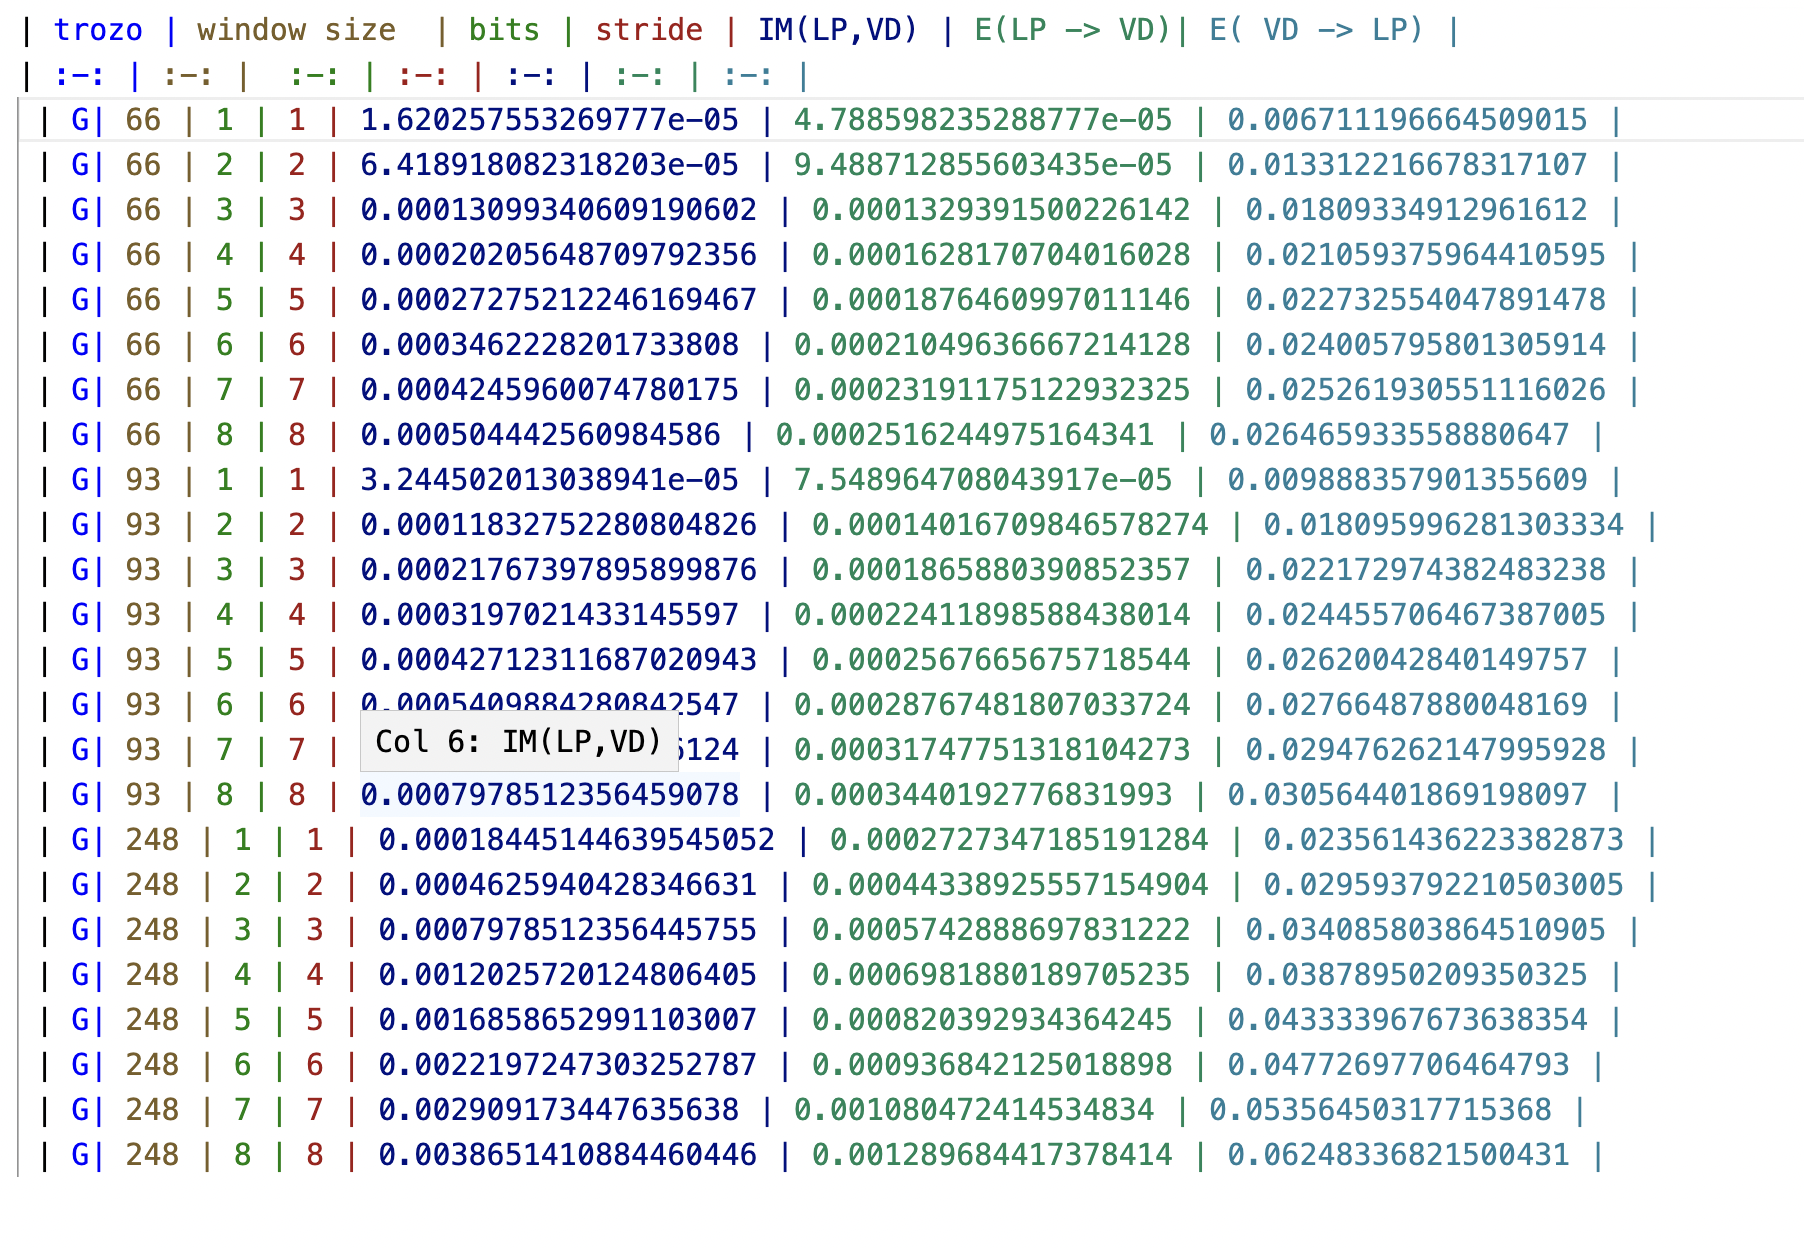 | trozo | window size | bits | stride | IM(LP,VD) | E(LP -> VD)| E( VD -> LP) |
| :-: | :-: | :-: | :-: | :-: | :-: | :-: |
| G| 66 | 1 | 1 | 1.620257553269777e-05 | 4.788598235288777e-05 | 0.006711196664509015 |
| G| 66 | 2 | 2 | 6.418918082318203e-05 | 9.488712855603435e-05 | 0.013312216678317107 |
| G| 66 | 3 | 3 | 0.00013099340609190602 | 0.0001329391500226142 | 0.01809334912961612 |
| G| 66 | 4 | 4 | 0.00020205648709792356 | 0.0001628170704016028 | 0.021059375964410595 |
| G| 66 | 5 | 5 | 0.00027275212246169467 | 0.0001876460997011146 | 0.022732554047891478 |
| G| 66 | 6 | 6 | 0.0003462228201733808 | 0.00021049636667214128 | 0.024005795801305914 |
| G| 66 | 7 | 7 | 0.0004245960074780175 | 0.00023191175122932325 | 0.025261930551116026 |
| G| 66 | 8 | 8 | 0.000504442560984586 | 0.0002516244975164341 | 0.026465933558880647 |
| G| 93 | 1 | 1 | 3.244502013038941e-05 | 7.548964708043917e-05 | 0.009888357901355609 |
| G| 93 | 2 | 2 | 0.00011832752280804826 | 0.00014016709846578274 | 0.018095996281303334 |
| G| 93 | 3 | 3 | 0.00021767397895899876 | 0.0001865880390852357 | 0.022172974382483238 |
| G| 93 | 4 | 4 | 0.0003197021433145597 | 0.00022411898588438014 | 0.024455706467387005 |
| G| 93 | 5 | 5 | 0.00042712311687020943 | 0.0002567665675718544 | 0.02620042840149757 |
| G| 93 | 6 | 6 | 0.0005409884280842547 | 0.00028767481807033724 | 0.02766487880048169 |
| G| 93 | 7 | 7 | Col 6: IM(LP,VD) 6124 | 0.00031747751318104273 | 0.029476262147995928 |
| G| 93 | 8 | 8 | 0.0007978512356459078 | 0.0003440192776831993 | 0.030564401869198097 |
| G| 248 | 1 | 1 | 0.00018445144639545052 | 0.0002727347185191284 | 0.023561436223382873 |
| G| 248 | 2 | 2 | 0.0004625940428346631 | 0.00044338925557154904 | 0.029593792210503005 |
| G| 248 | 3 | 3 | 0.0007978512356445755 | 0.0005742888697831222 | 0.034085803864510905 |
| G| 248 | 4 | 4 | 0.0012025720124806405 | 0.0006981880189705235 | 0.03878950209350325 |
| G| 248 | 5 | 5 | 0.0016858652991103007 | 0.000820392934364245 | 0.043333967673638354 |
| G| 248 | 6 | 6 | 0.0022197247303252787 | 0.000936842125018898 | 0.04772697706464793 |
| G| 248 | 7 | 7 | 0.002909173447635638 | 0.001080472414534834 | 0.05356450317715368 |
| G| 248 | 8 | 8 | 0.0038651410884460446 | 0.001289684417378414 | 0.06248336821500431 |